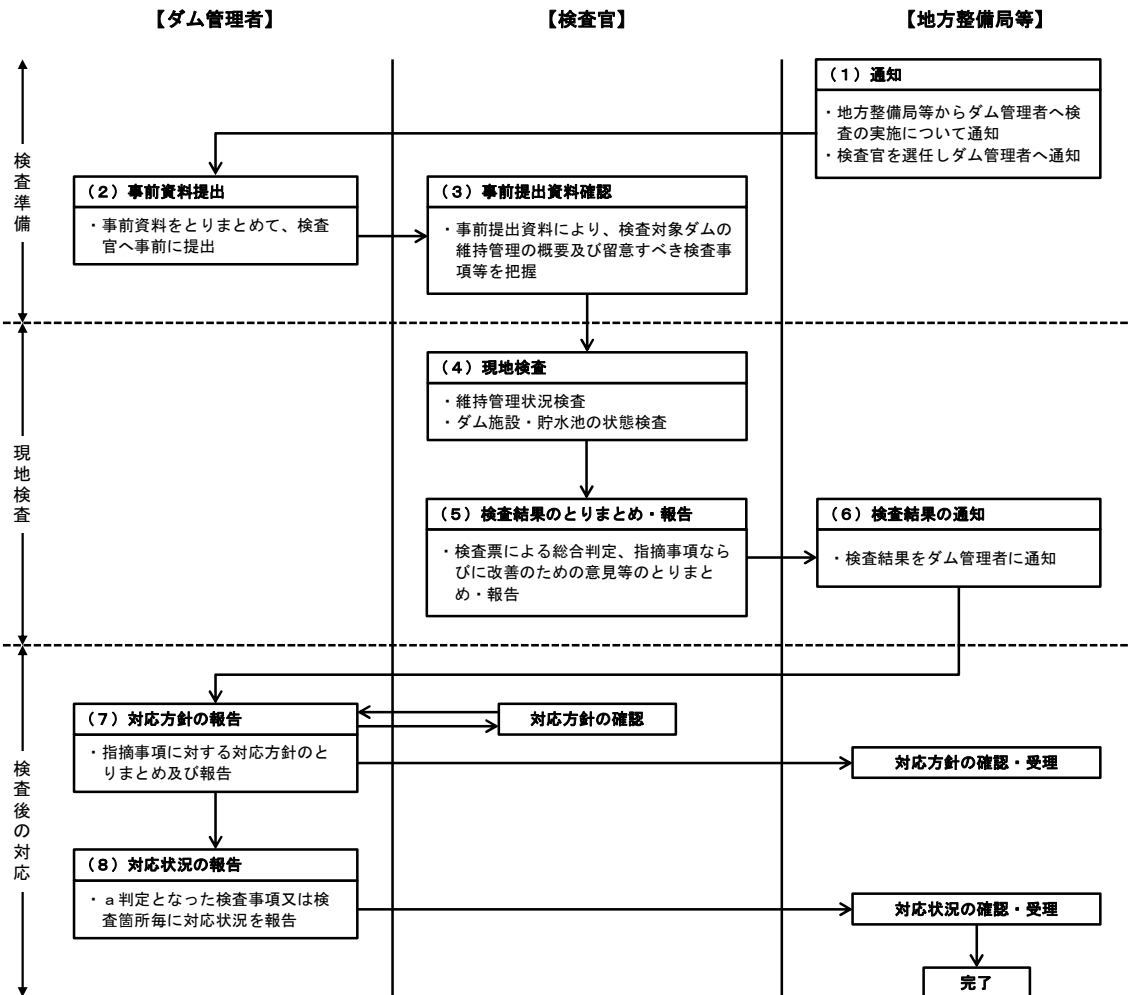 【ダム管理者】
【検査官】
【地方整備局等】
検査準備
(1)通知
・地方整備局等からダム管理者へ検
査の実施について通知
・検査官を選任しダム管理者へ通知
(2)事前資料提出
・事前資料をとりまとめて、検査
官へ事前に提出
(3)事前提出資料確認
・事前提出資料により、検査対象ダムの
維持管理の概要及び留意すべき検査事
項等を把握
現地検査
(4)現地検査
・維持管理状況検査
・ダム施設・貯水池の状態検査
(5)検査結果のとりまとめ・報告
・検査票による総合判定、指摘事項なら
びに改善のための意見等のとりまと
め・報告
(6)検査結果の通知
・検査結果をダム管理者に通知
検査後の対応
(7)対応方針の報告
・指摘事項に対する対応方針のと
りまとめ及び報告
対応方針の確認
対応方針の確認・受理
(8)対応状況の報告
・a判定となった検査事項又は検
査箇所毎に対応状況を報告
対応状況の確認・受理
完了